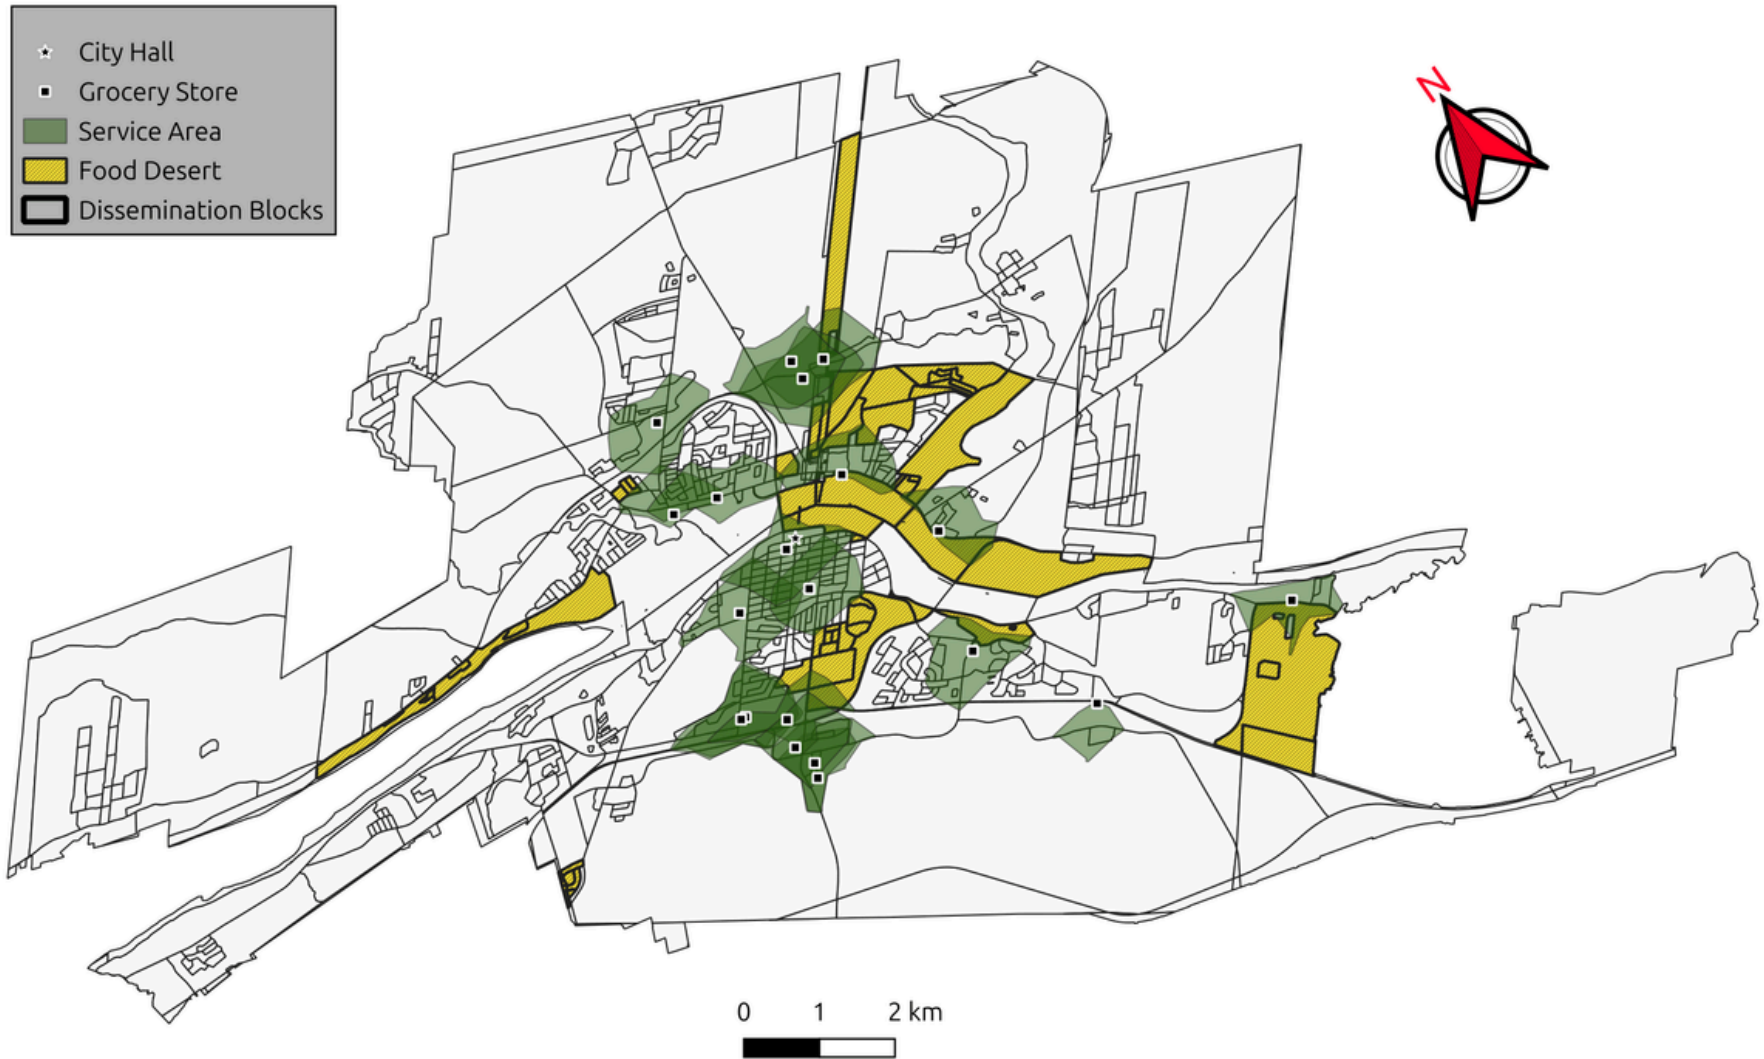 City Hall
Grocery Store
Service Area
Food Desert
Dissemination Blocks
N
0 1 2 km